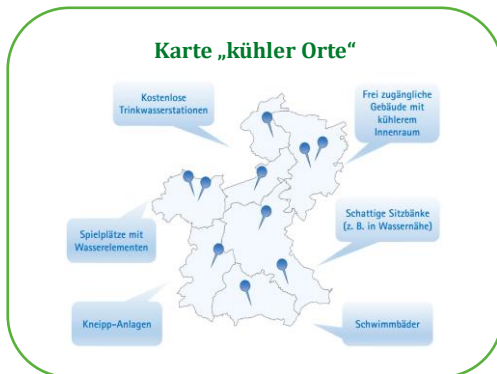 Karte „kühler Orte“
Kostenlose
Trinkwasserstationen
Frei zugängliche
Gebäude mit
kühlerem
Innenraum
Spielplätze mit
Wasserelementen
Schattige Sitzbänke
(z. B. in Wassernähe)
Kneipp-Anlagen
Schwimmbäder